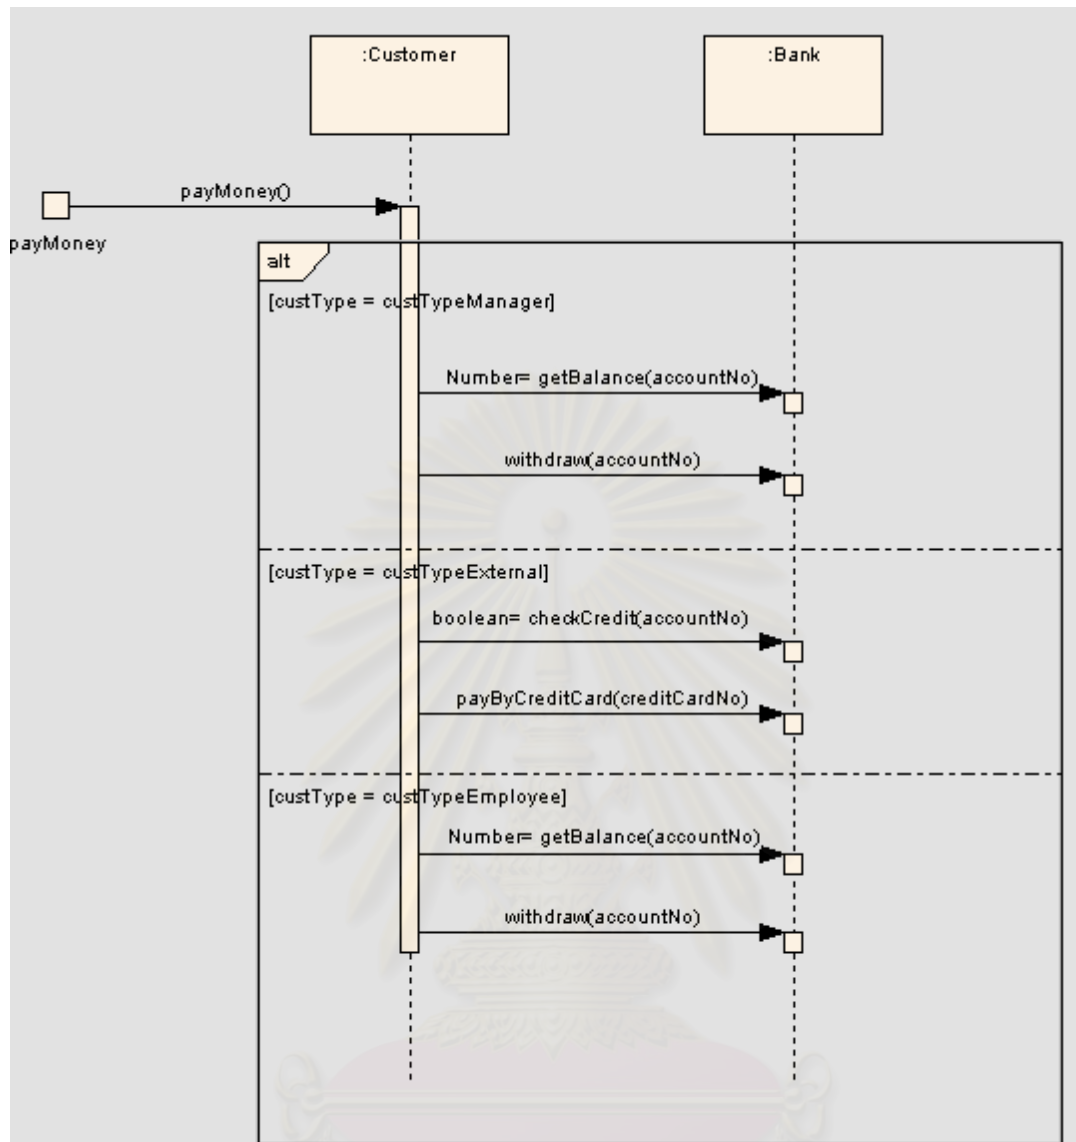 :Customer
:Bank
payMoney()
payMoney
alt
[custType = custTypeManager]
Number= getBalance(accountNo)
withdraw(accountNo)
[custType = custTypeExternal]
boolean= checkCredit(accountNo)
payByCreditCard(creditCardNo)
[custType = custTypeEmployee]
Number= getBalance(accountNo)
withdraw(accountNo)